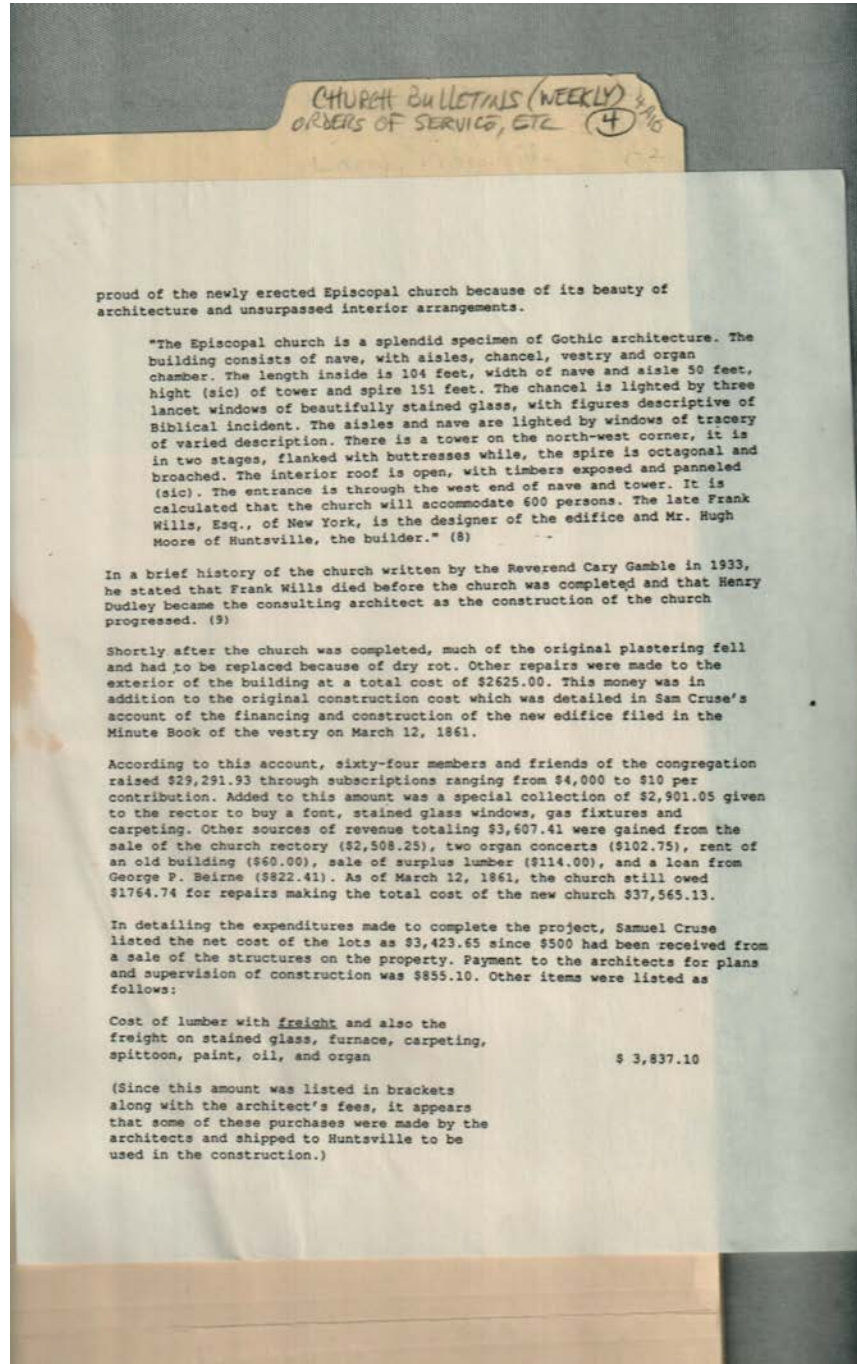 CHURCH BULLETINS (WEEKLY)
ORDERS OF SERVICE, ETC 4
proud of the newly erected Episcopal church because of its beauty of
architecture and unsurpassed interior arrangements.
"The Episcopal church is a splendid specimen of Gothic architecture. The
building consists of nave, with aisles, chancel, vestry and organ
chamber. The length inside is 104 feet, width of nave and aisle 50 feet,
hight (sic) of tower and spire 151 feet. The chancel is lighted by three
lancet windows of beautifully stained glass, with figures descriptive of
Biblical incident. The aisles and nave are lighted by windows of tracery
of varied description. There is a tower on the north-west corner, it is
in two stages, flanked with buttresses while, the spire is octagonal and
broached. The interior roof is open, with timbers exposed and panneled
(sic). The entrance is through the west end of nave and tower. It is
calculated that the church will accommodate 600 persons. The late Frank
Wills, Esq., of New York, is the designer of the edifice and Mr. Hugh
Moore of Huntsville, the builder." (8)
In a brief history of the church written by the Reverend Cary Gamble in 1933,
he stated that Frank Wills died before the church was completed and that Henry
Dudley became the consulting architect as the construction of the church
progressed. (9)
Shortly after the church was completed, much of the original plastering fell
and had to be replaced because of dry rot. Other repairs were made to the
exterior of the building at a total cost of $2625.00. This money was in
addition to the original construction cost which was detailed in Sam Cruse's
account of the financing and construction of the new edifice filed in the
Minute Book of the vestry on March 12, 1861.
According to this account, sixty-four members and friends of the congregation
raised $29,291.93 through subscriptions ranging from $4,000 to $10 per
contribution. Added to this amount was a special collection of $2,901.05 given
to the rector to buy a font, stained glass windows, gas fixtures and
carpeting. Other sources of revenue totaling $3,607.41 were gained from the
sale of the church rectory ($2,508.25), two organ concerts ($102.75), rent of
an old building ($60.00), sale of surplus lumber ($114.00), and a loan from
George P. Beirne ($822.41). As of March 12, 1861, the church still owed
$1764.74 for repairs making the total cost of the new church $37,565.13.
In detailing the expenditures made to complete the project, Samuel Cruse
listed the net cost of the lots as $3,423.65 since $500 had been received from
a sale of the structures on the property. Payment to the architects for plans
and supervision of construction was $855.10. Other items were listed as
follows:
Cost of lumber with freight and also the
freight on stained glass, furnace, carpeting,
spittoon, paint, oil, and organ $ 3,837.10
(Since this amount was listed in brackets
along with the architect's fees, it appears
that some of these purchases were made by the
architects and shipped to Huntsville to be
used in the construction.)